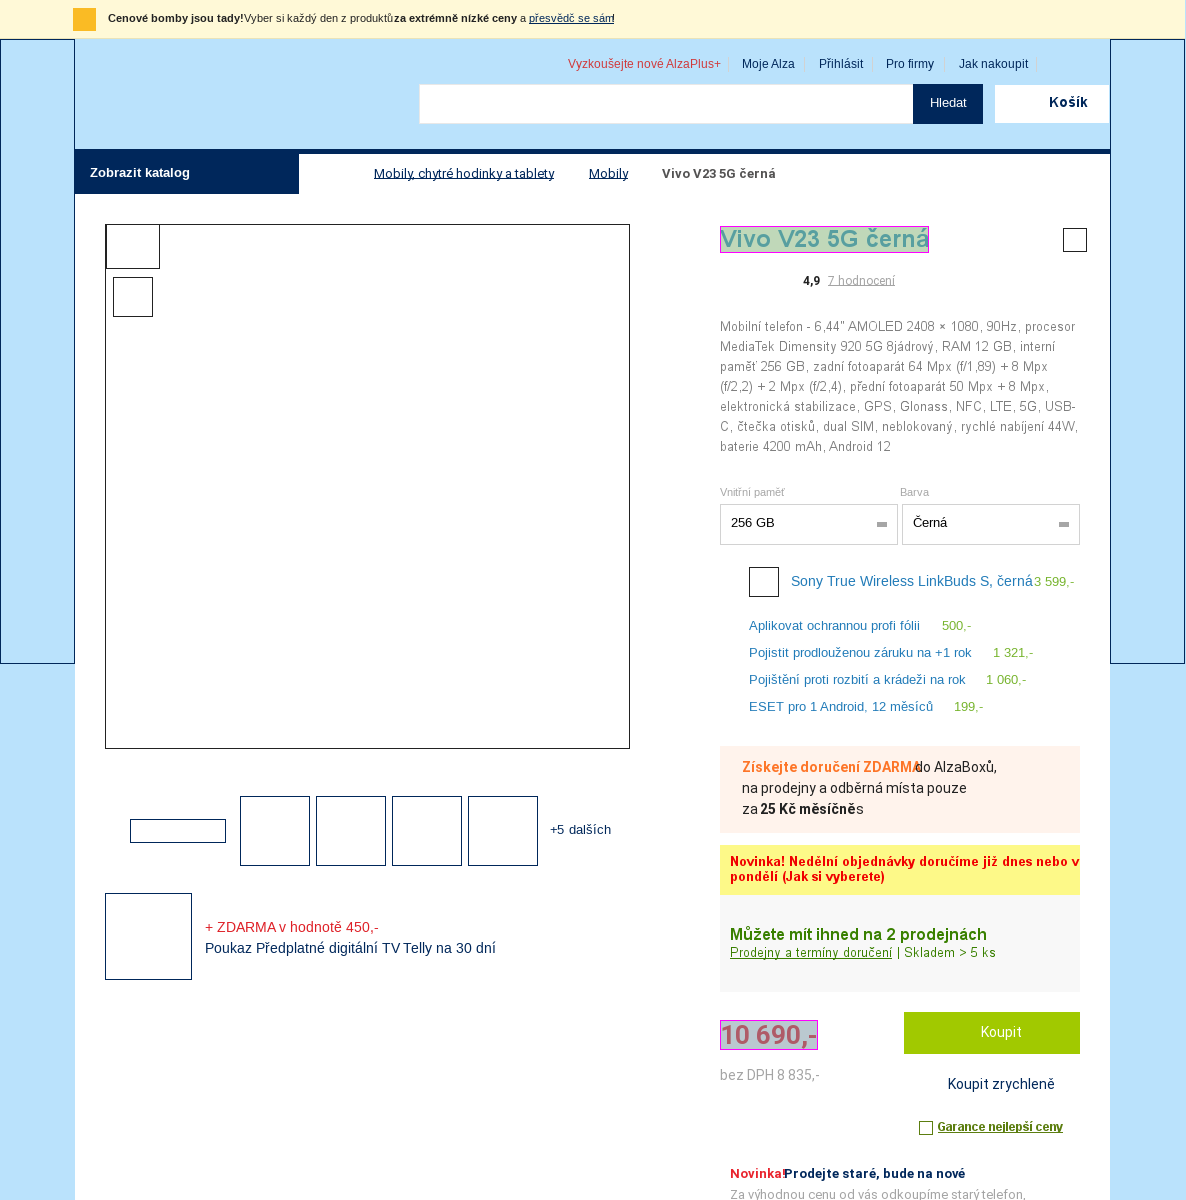 Cenové bomby jsou tady! Vyber si každý den z produktů za extrémně nízké ceny a přesvědč se sám!
Vyzkoušejte nové AlzaPlus+ Moje Alza Přihlásit Pro firmy Jak nakoupit
Hledat Košík
Zobrazit katalog Mobily, chytré hodinky a tablety Mobily Vivo V23 5G černá
Vivo V23 5G černá
4,9 7 hodnocení
Mobilní telefon - 6,44" AMOLED 2408 × 1080, 90Hz, procesor
MediaTek Dimensity 920 5G 8jádrový, RAM 12 GB, interní
paměť 256 GB, zadní fotoaparát 64 Mpx (f/1,89) + 8 Mpx
(f/2,2) + 2 Mpx (f/2,4), přední fotoaparát 50 Mpx + 8 Mpx,
elektronická stabilizace, GPS, Glonass, NFC, LTE, 5G, USB-
C, čtečka otisků, dual SIM, neblokovaný, rychlé nabíjení 44W,
baterie 4200 mAh, Android 12
Vnitřní paměť Barva
256 GB Černá
Sony True Wireless LinkBuds S, černá 3 599,-
Aplikovat ochrannou profi fólii 500,-
Pojistit prodlouženou záruku na +1 rok 1 321,-
Pojištění proti rozbití a krádeži na rok 1 060,-
ESET pro 1 Android, 12 měsíců 199,-
Získejte doručení ZDARMA do AlzaBoxů,
na prodejny a odběrná místa pouze
za 25 Kč měsíčně s
+5 dalších
Novinka! Nedělní objednávky doručíme již dnes nebo v
pondělí (Jak si vyberete)
+ ZDARMA v hodnotě 450,-
Poukaz Předplatné digitální TV Telly na 30 dní
Můžete mít ihned na 2 prodejnách
Prodejny a termíny doručení | Skladem > 5 ks
10 690,- Koupit
bez DPH 8 835,- Koupit zrychleně
Garance nejlepší ceny
Novinka! Prodejte staré, bude na nové
Za výhodnou cenu od vás odkoupíme starý telefon,